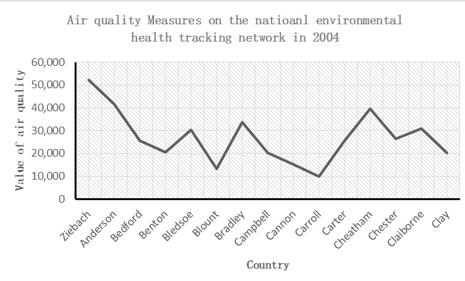 Air quality Measures on the natioanl environmental
health tracking network in 2004
Value of air quality
60,000
50,000
40,000
30,000
20,000
10,000
0
Ziebach
Anderson
Bedford
Benton
Bledsoe
Blount
Bradley
Campbell
Cannon
Carroll
Carter
Cheatham
Chester
Claiborne
Clay
Country